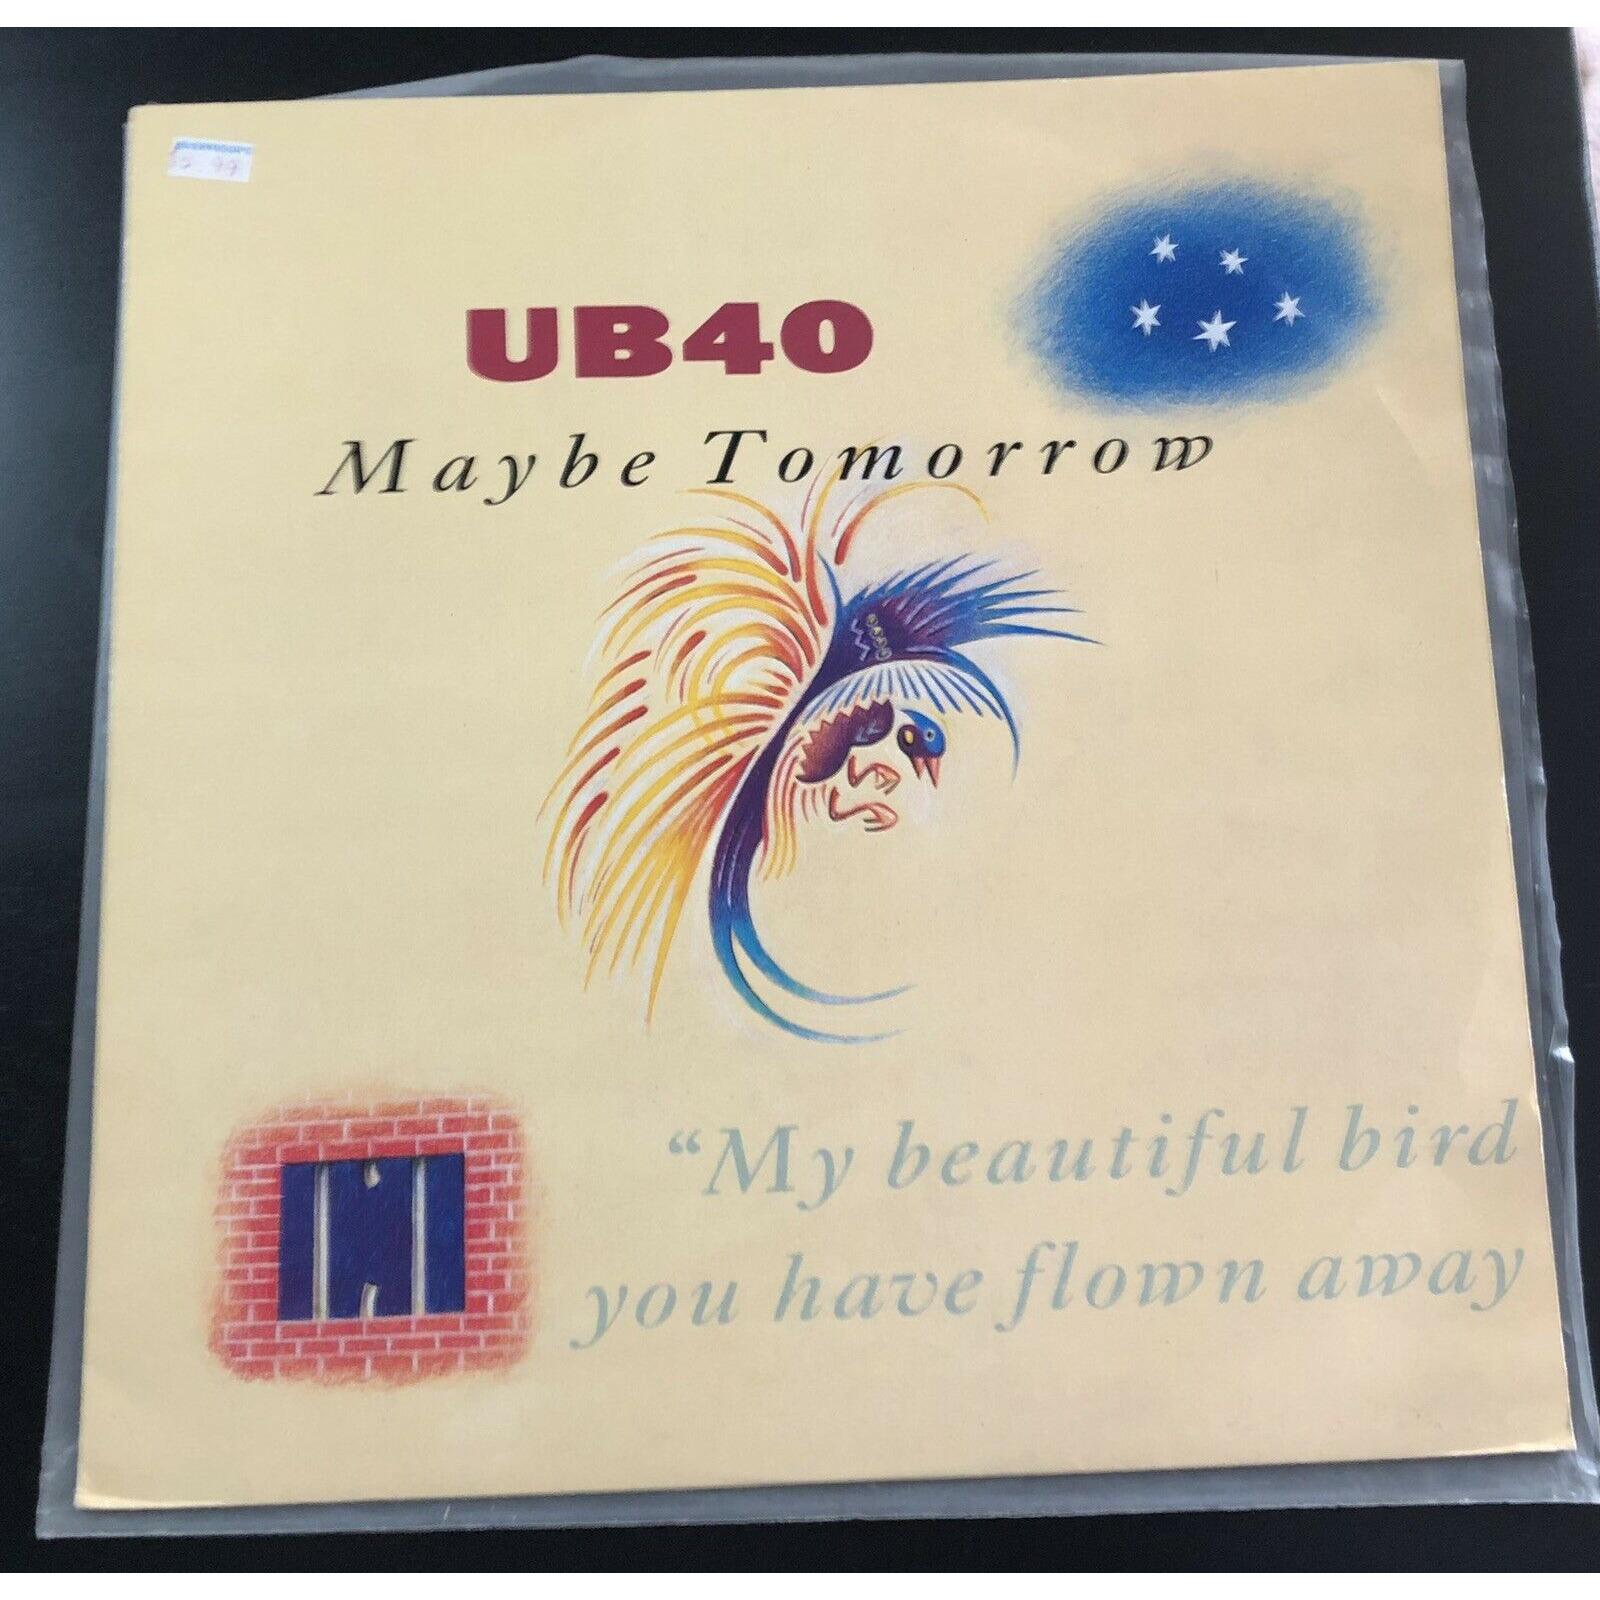 UB40
Maybe Tomorrow
“My beautiful bird
you have flown away